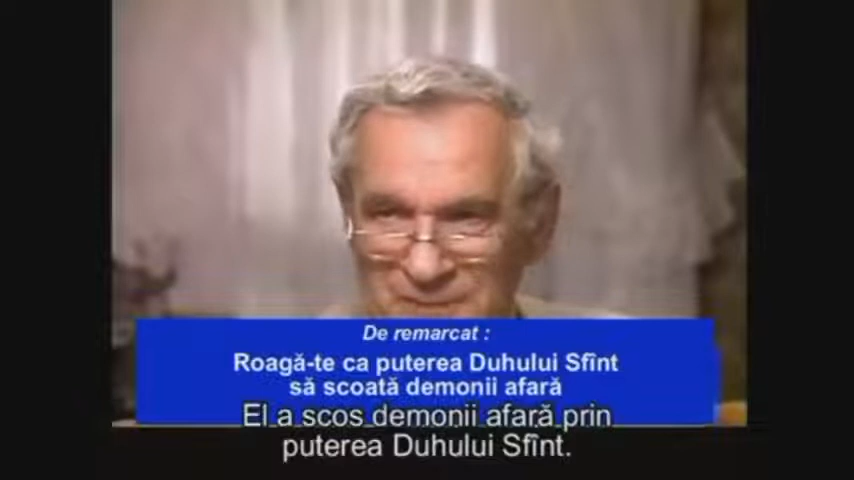 De remarcat :
Roagă-te ca puterea Duhului Sfînt
să scoată demonii afară
El a scos demonii afară prin
puterea Duhului Sfînt.